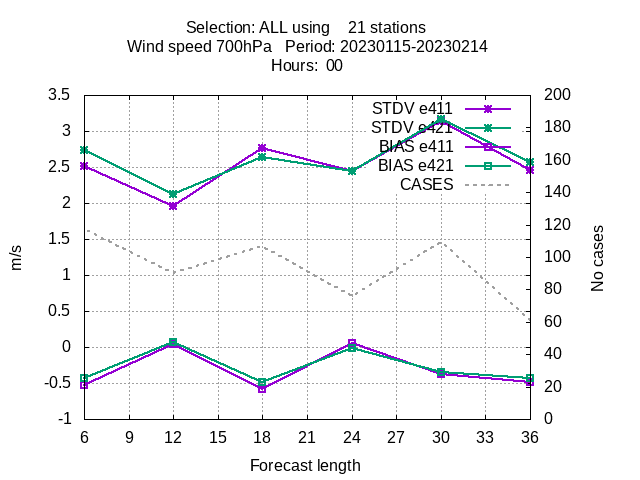 Selection: ALL using 21 stations
Wind speed 700hPa Period: 20230115-20230214
Hours: 00
STDV e411
STDV e421
BIAS e411
BIAS e421
CASES
3.5
3
2.5
2
1.5
1
0.5
0
-0.5
-1
m/s
200
180
160
140
120
100
80
60
40
20
0
No cases
6 9 12 15 18 21 24 27 30 33 36
Forecast length